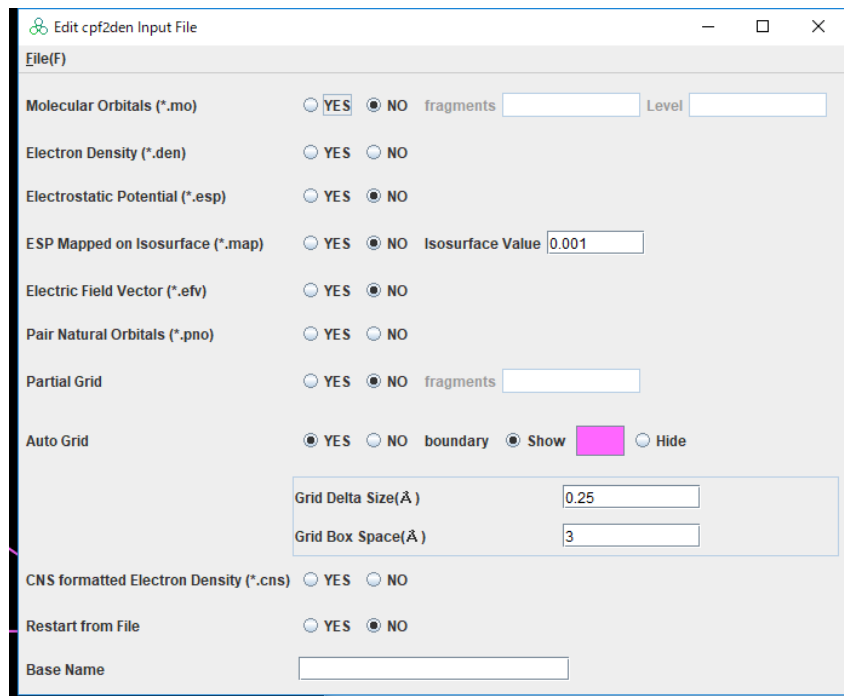 Edit cpf2den Input File
File(F)
Molecular Orbitals (*.mo) YES NO fragments Level
Electron Density (*.den) YES NO
Electrostatic Potential (*.esp) YES NO
ESP Mapped on Isosurface (*.map) YES NO Isosurface Value 0.001
Electric Field Vector (*.efv) YES NO
Pair Natural Orbitals (*.pno) YES NO
Partial Grid YES NO fragments
Auto Grid YES NO boundary Show Hide
Grid Delta Size(Å) 0.25
Grid Box Space(Å) 3
CNS formatted Electron Density (*.cns) YES NO
Restart from File YES NO
Base Name